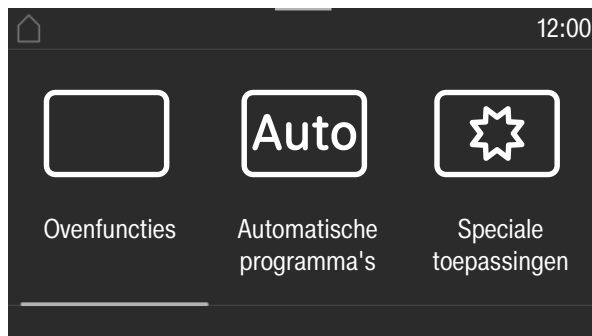 12:00
Auto
Ovenfuncties
Automatische
programma's
Speciale
toepassingen